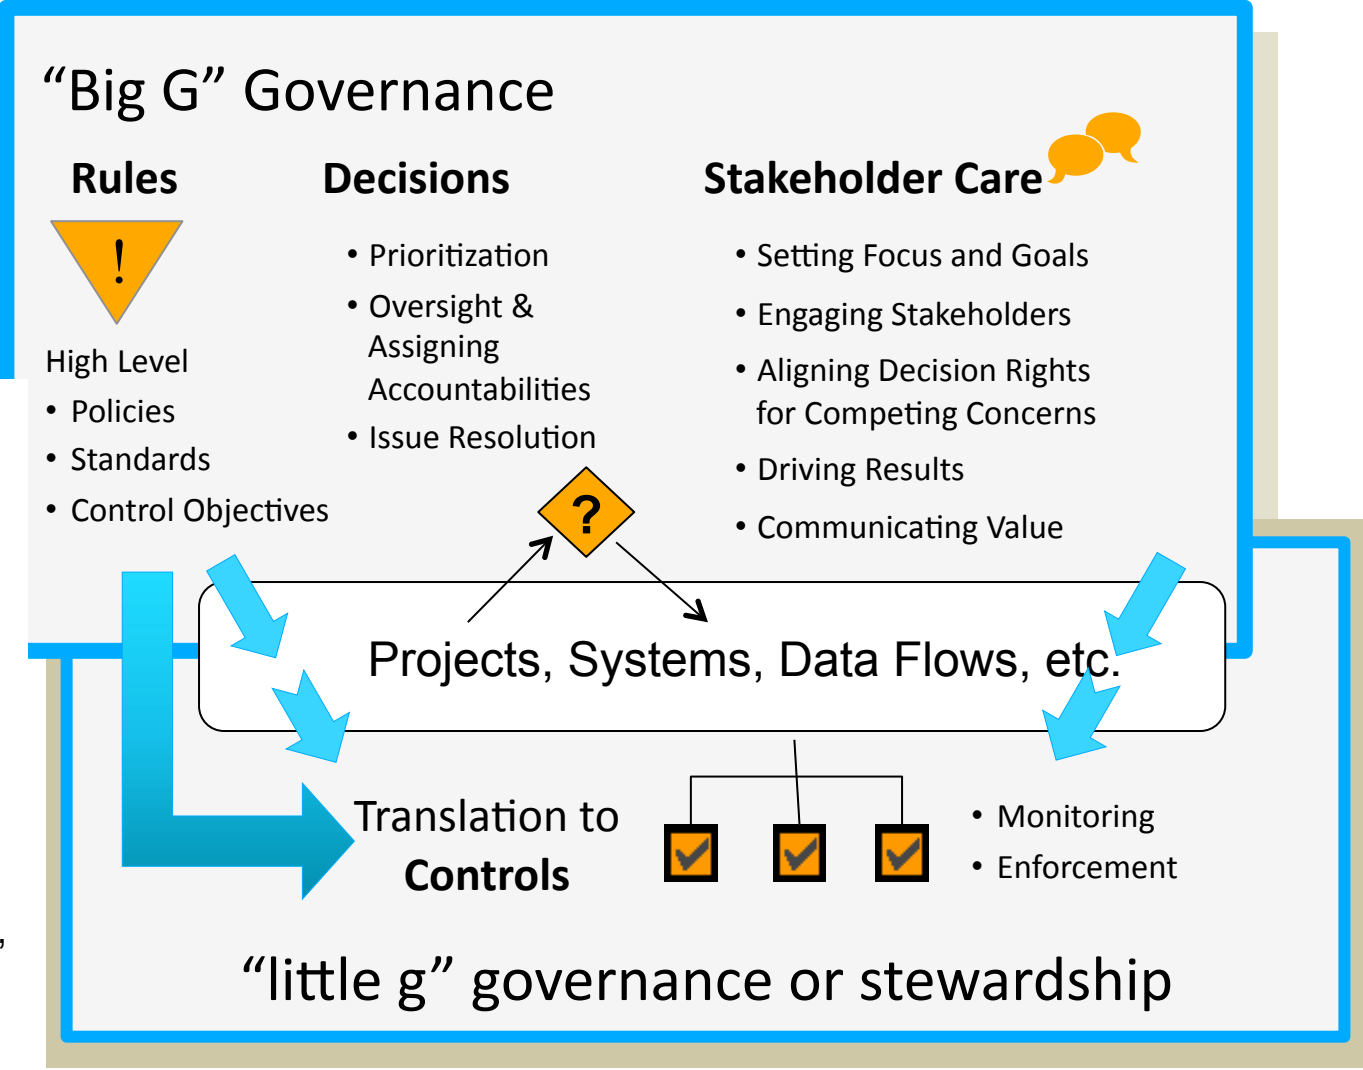 “Big G” Governance
Rules
!
High Level
• Policies
• Standards
• Control Objectives
Decisions
• Prioritization
• Oversight &
Assigning
Accountabilities
• Issue Resolution
?
Stakeholder Care
• Setting Focus and Goals
• Engaging Stakeholders
• Aligning Decision Rights
for Competing Concerns
• Driving Results
• Communicating Value
Projects, Systems, Data Flows, etc.
Translation to
Controls
• Monitoring
• Enforcement
,
“little g” governance or stewardship